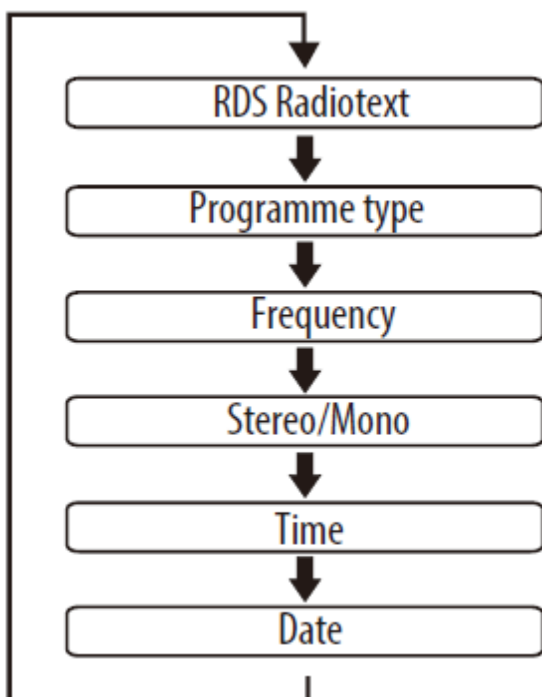 RDS Radiotext
Programme type
Frequency
Stereo/Mono
Time
Date